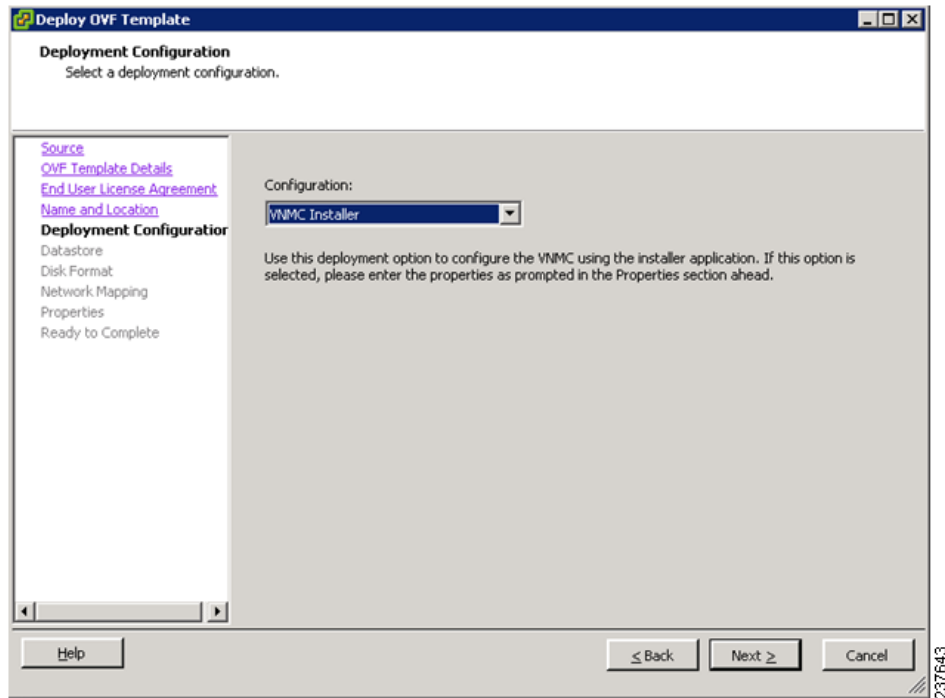 Deploy OVF Template
Deployment Configuration
Select a deployment configuration.
Source
OVF Template Details
End User License Agreement
Name and Location
Deployment Configuration
Datastore
Disk Format
Network Mapping
Properties
Ready to Complete
Configuration:
VNMC Installer
Use this deployment option to configure the VNMC using the installer application. If this option is
selected, please enter the properties as prompted in the Properties section ahead.
Help
≤ Back
Next ≥
Cancel
237643